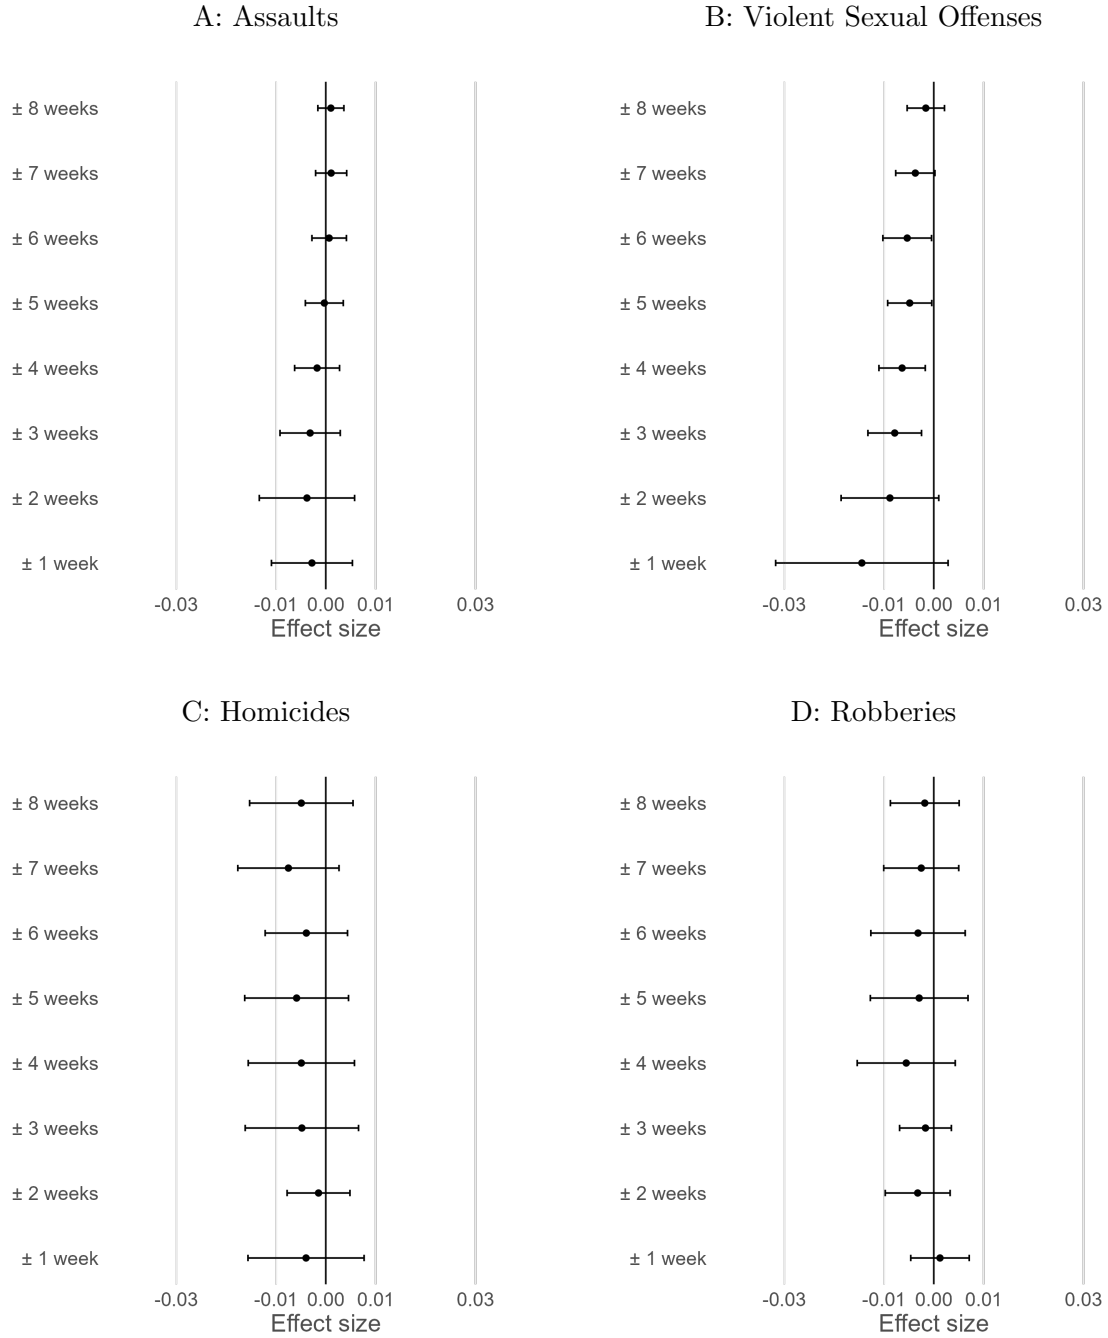 A: Assaults
± 8 weeks
± 7 weeks
± 6 weeks
± 5 weeks
± 4 weeks
± 3 weeks
± 2 weeks
± 1 week
-0.03 -0.01 0.00 0.01 0.03
Effect size
B: Violent Sexual Offenses
± 8 weeks
± 7 weeks
± 6 weeks
± 5 weeks
± 4 weeks
± 3 weeks
± 2 weeks
± 1 week
-0.03 -0.01 0.00 0.01 0.03
Effect size
C: Homicides
± 8 weeks
± 7 weeks
± 6 weeks
± 5 weeks
± 4 weeks
± 3 weeks
± 2 weeks
± 1 week
-0.03 -0.01 0.00 0.01 0.03
Effect size
D: Robberies
± 8 weeks
± 7 weeks
± 6 weeks
± 5 weeks
± 4 weeks
± 3 weeks
± 2 weeks
± 1 week
-0.03 -0.01 0.00 0.01 0.03
Effect size